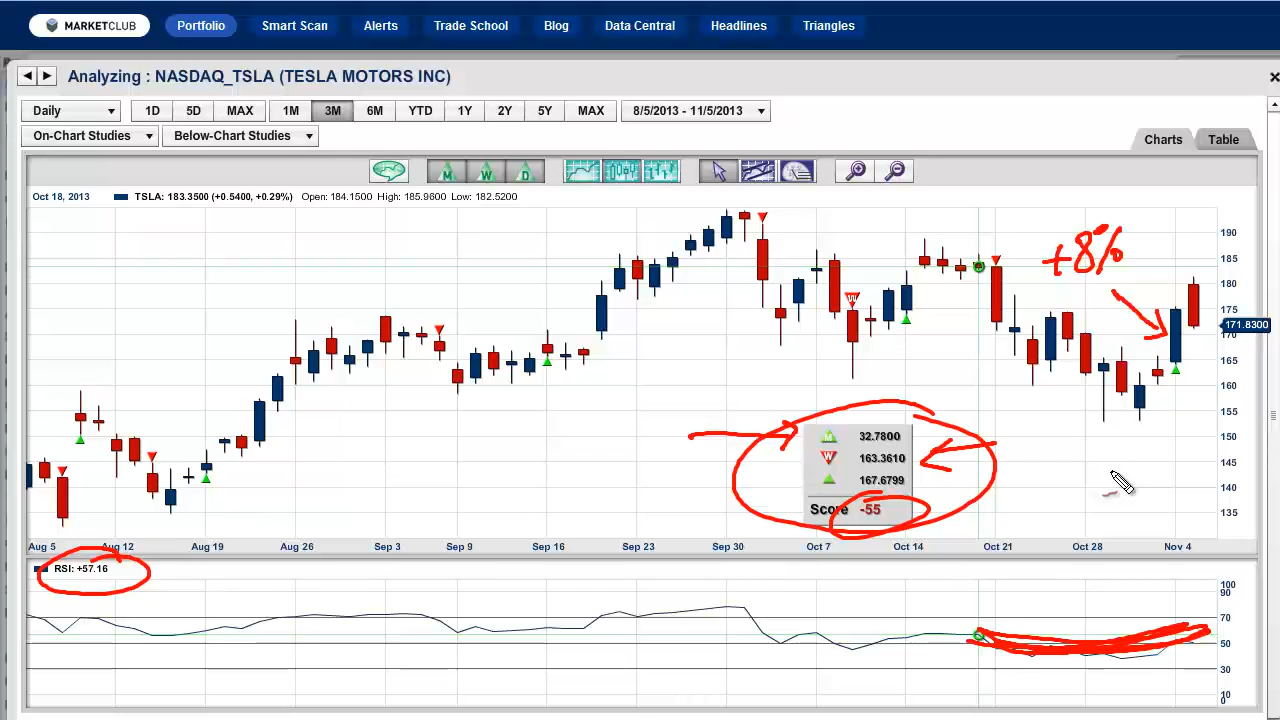 MARKETCLUB Portfolio Smart Scan Alerts Trade School Blog Data Central Headlines Triangles
Analyzing : NASDAQ_TSLA (TESLA MOTORS INC)
Daily 1D 5D MAX 1M 3M 6M YTD 1Y 2Y 5Y MAX 8/5/2013 - 11/5/2013
On-Chart Studies Below-Chart Studies
Charts Table
M W D
Oct 18, 2013 TSLA: 183.3500 (+0.5400, +0.29%) Open: 184.1500 High: 185.9600 Low: 182.5200
190
+8%
185
180
175
171.8300
170
165
160
155
150
145
140
135
W
M 32.7800
W 163.3610
167.6799
Score -55
Aug 5 Aug 12 Aug 19 Aug 26 Sep 3 Sep 9 Sep 16 Sep 23 Sep 30 Oct 7 Oct 14 Oct 21 Oct 28 Nov 4
RSI: +57.16
100
90
70
50
30
10
0